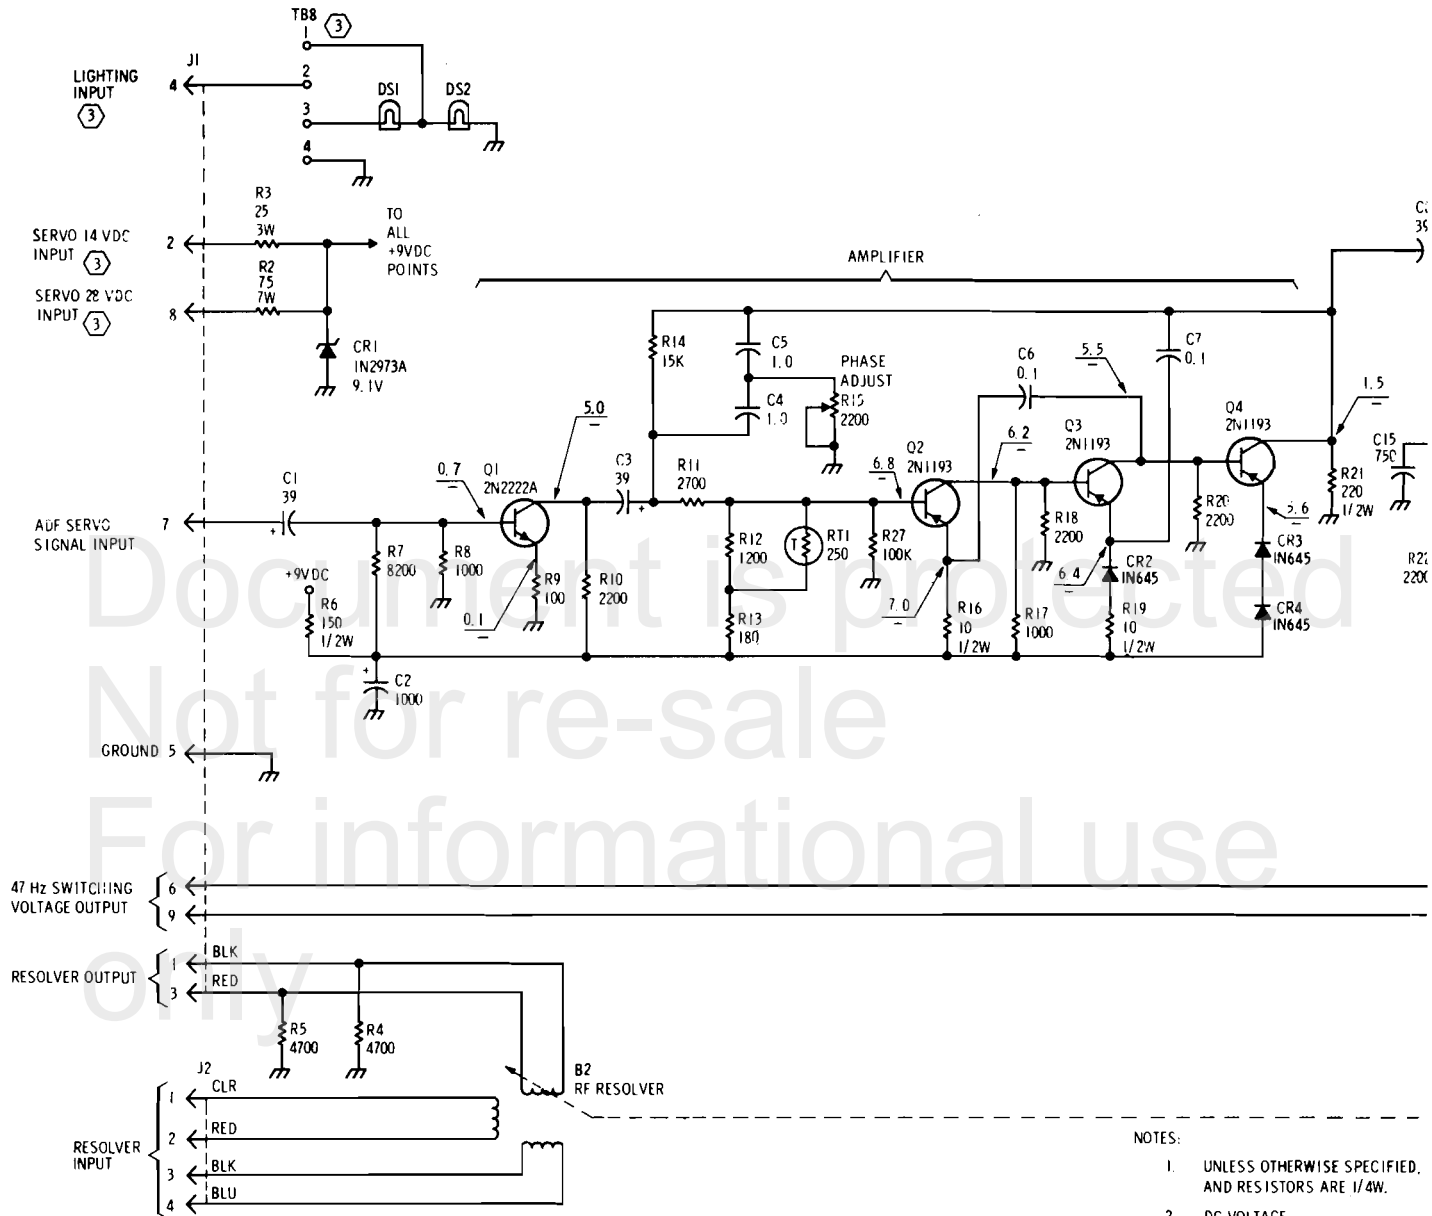 TB8
3
1
J1
LIGHTING
INPUT
3
4
2
DS1
DS2
3
4
R3
25
3W
SERVO 14 VDC
INPUT
3
2
TO
ALL
+9VDC
POINTS
R2
75
7W
SERVO 28 VDC
INPUT
3
8
CR1
IN2973A
9.1V
AMPLIFIER
R14
15K
C5
1.0
C4
1.0
PHASE
ADJUST
R15
2200
C6
0.1
5.5
C7
0.1
Q4
2N1193
1.5
C15
750
R21
220
1/2W
5.0
Q3
2N1193
6.2
Q2
2N1193
6.8
0.7
Q1
2N2222A
C3
39
R11
2700
C1
39
ADF SERVO
SIGNAL INPUT
7
+
+
R7
8200
R8
1000
R9
100
0.1
R10
2200
R12
1200
T
RT1
250
R27
100K
R18
2200
R20
2200
5.6
CR3
IN645
CR4
IN645
R22
2200
+9VDC
R6
150
1/2W
R13
180
7.0
R16
10
1/2W
R17
1000
6.4
CR2
IN645
R19
10
1/2W
+
C2
1000
Document is protected
Not for re-sale
For informational use
only
GROUND 5
47 Hz SWITCHING
VOLTAGE OUTPUT
6
9
RESOLVER OUTPUT
1
BLK
3
RED
R5
4700
R4
4700
B2
RF RESOLVER
J2
RESOLVER
INPUT
1
CLR
2
RED
3
BLK
4
BLU
NOTES:
1. UNLESS OTHERWISE SPECIFIED,
AND RESISTORS ARE 1/4W.
2. DC VOLTAGE